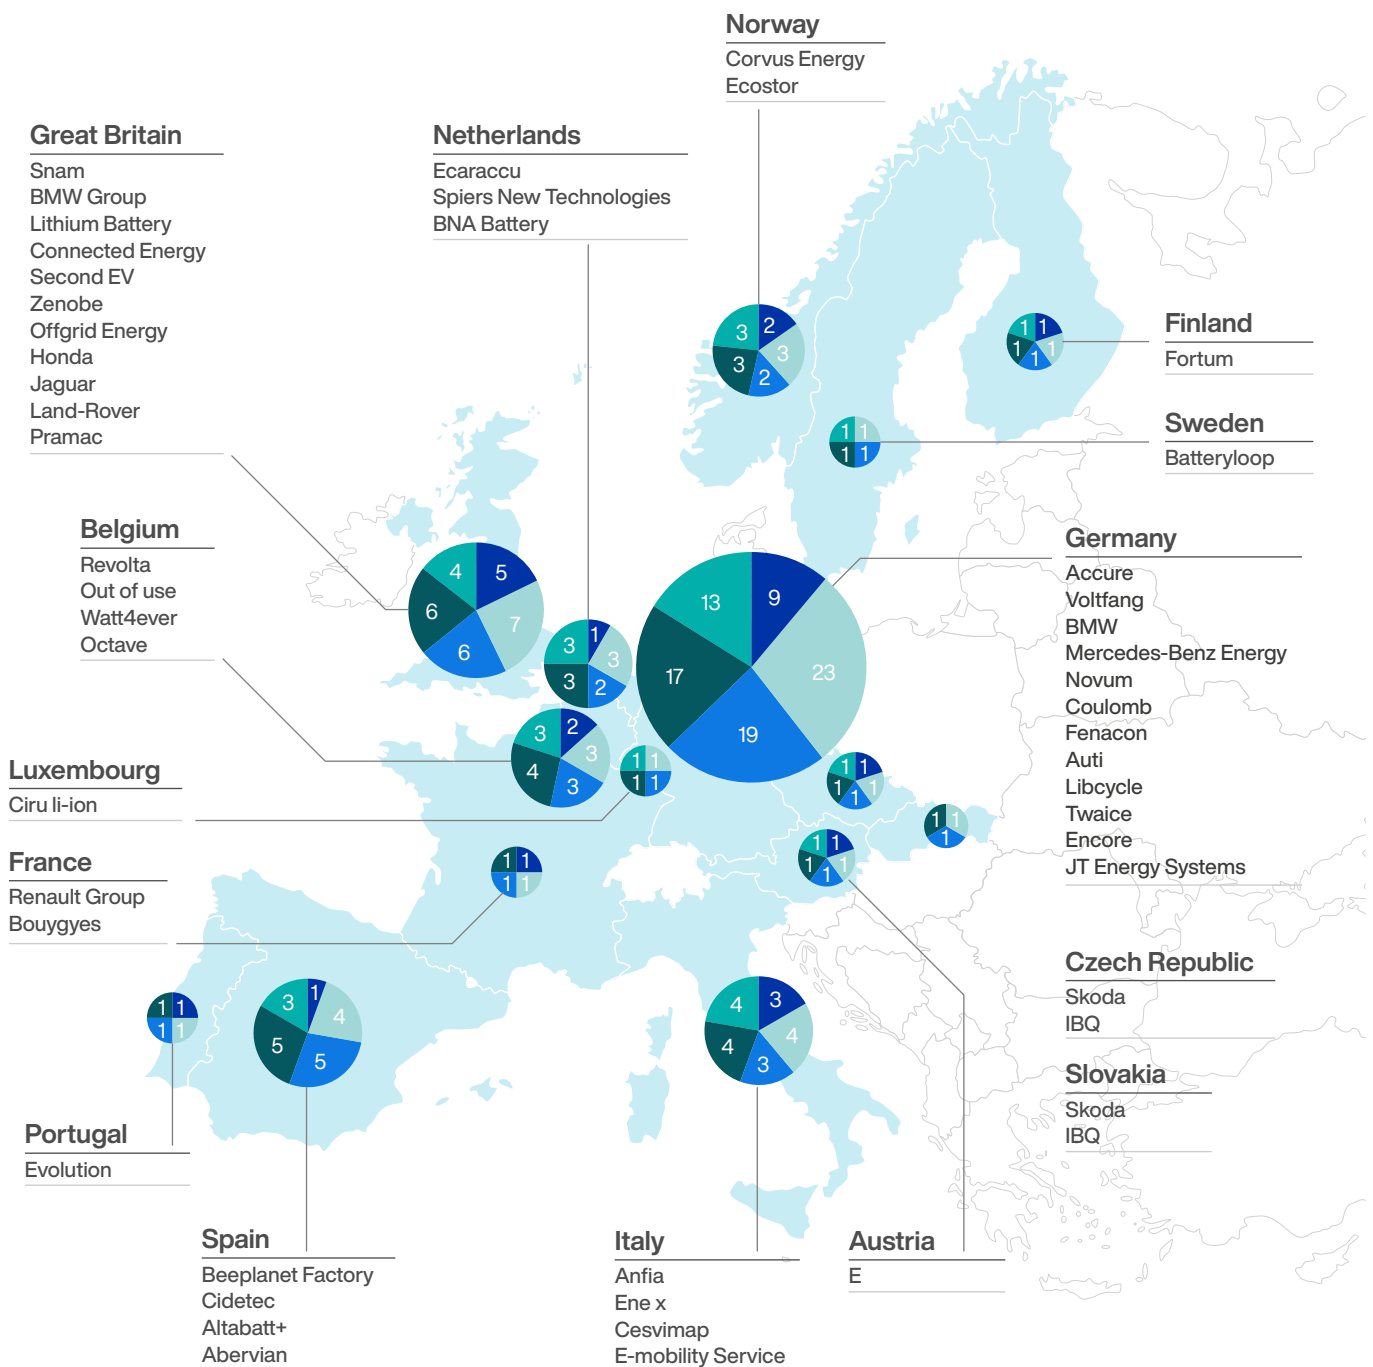 Norway
Corvus Energy
Ecostor
Great Britain
Snam
BMW Group
Lithium Battery
Connected Energy
Second EV
Zenobe
Offgrid Energy
Honda
Jaguar
Land-Rover
Pramac
Netherlands
Ecaraccu
Spiers New Technologies
BNA Battery
3 2
3
3 2
1 1
1 1
1
Finland
Fortum
1 1
1 1
Sweden
Batteryloop
Belgium
Revolta
Out of use
Watt4ever
Octave
4 5
6 7
6
3 1
3
3 2
13 9
17 23
19
Germany
Accure
Voltfang
BMW
Mercedes-Benz Energy
Novum
Coulomb
Fenacon
Auti
Libcycle
Twaice
Encore
JT Energy Systems
3 2
3
4 3
1 1
1 1
1 1
1 1
1
1 1
1
1 1
1 1
1
Luxembourg
Ciru li-ion
France
Renault Group
Bouygyes
1 1
1 1
1 1
1 1
3 1
4
5 5
4 3
4 4
3
Czech Republic
Skoda
IBQ
Slovakia
Skoda
IBQ
Portugal
Evolution
Spain
Beeplanet Factory
Cidetec
Altabatt+
Abervian
Italy
Anfia
Ene x
Cesvimap
E-mobility Service
Austria
E